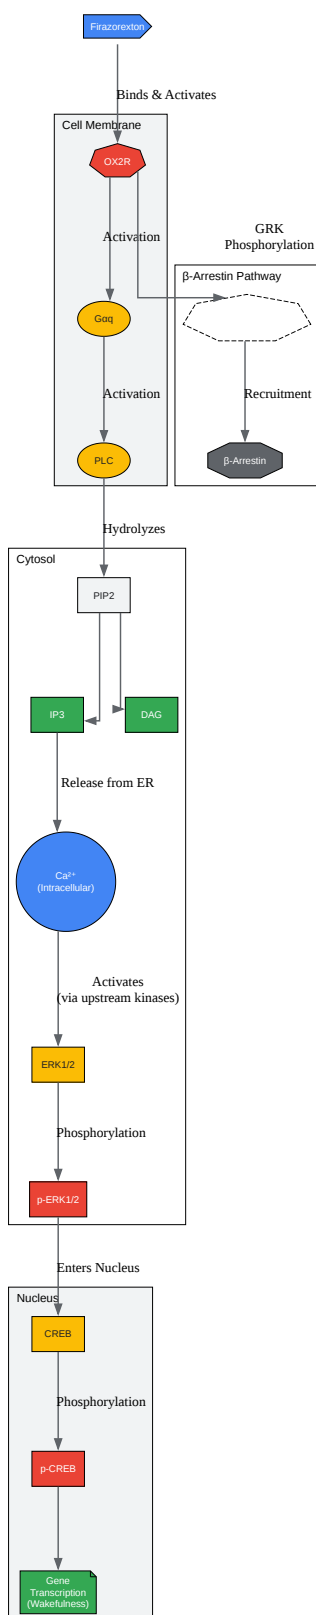 Firazorexton
Binds & Activates
Cell Membrane
OX2R
Activation
GRK
Phosphorylation
β-Arrestin Pathway
Gαq
Activation
Recruitment
PLC
β-Arrestin
Hydrolyzes
Cytosol
PIP2
IP3
DAG
Release from ER
Ca²⁺
(Intracellular)
Activates
(via upstream kinases)
ERK1/2
Phosphorylation
p-ERK1/2
Enters Nucleus
Nucleus
CREB
Phosphorylation
p-CREB
Gene
Transcription
(Wakefulness)